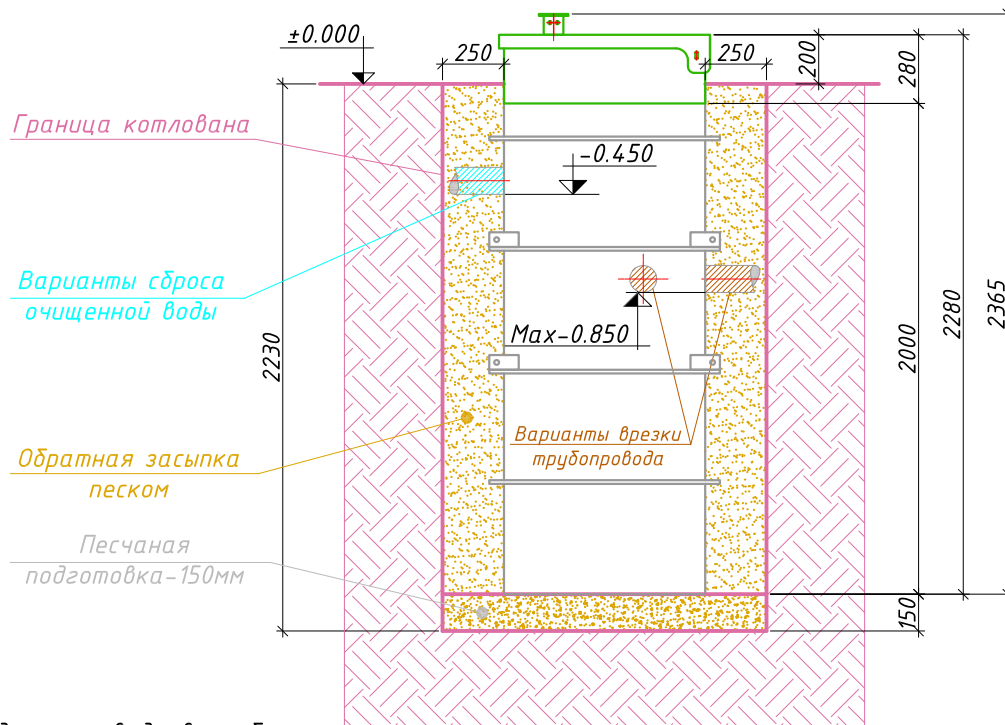 ±0.000
250
250
200
280
Граница котлована
-0.450
Варианты сброса
очищенной воды
Max-0.850
2230
2000
2280
2365
Варианты врезки
трубопровода
Обратная засыпка
песком
Песчаная
подготовка-150мм
150